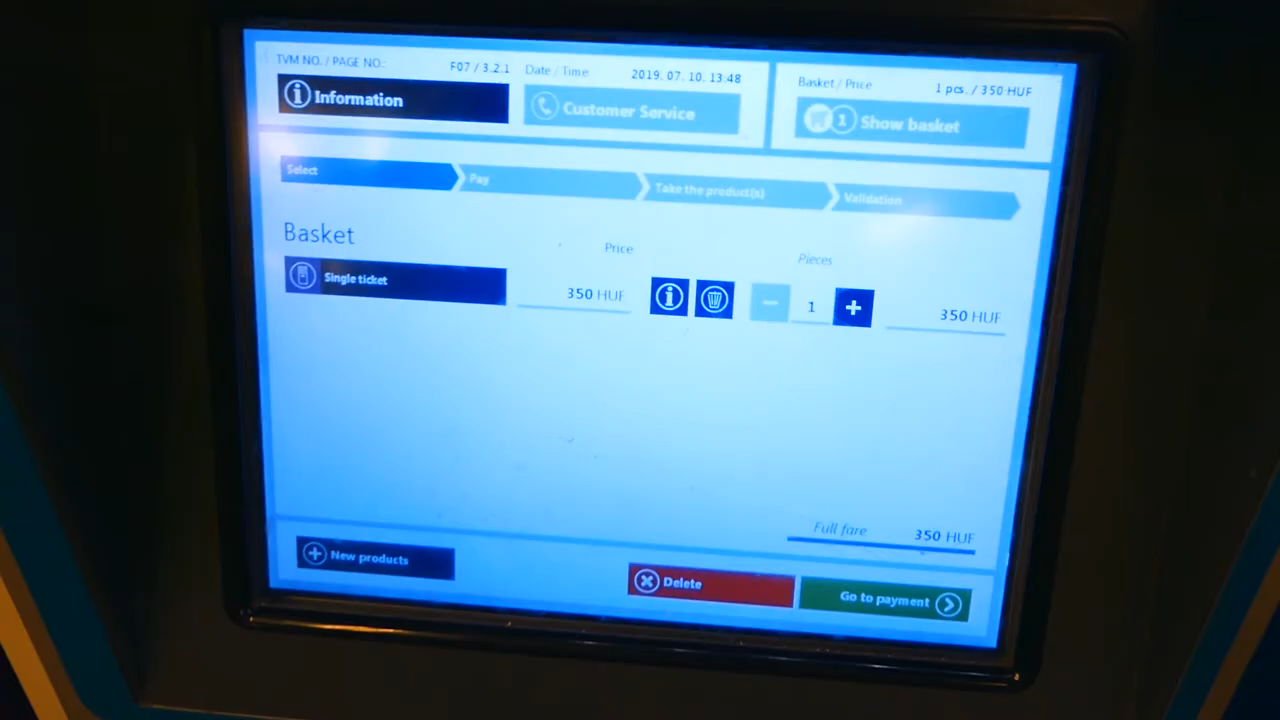 TVM NO. / PAGE NO.: F07 / 3.2.1 Date / Time 2019. 07. 10. 13:48 Basket / Price 1 pcs. / 350 HUF
Information Customer Service 1 Show basket
Select Pay Take the product(s) Validation
Basket Price Pieces
Single ticket 350 HUF 1 350 HUF
Full fare 350 HUF
New products Delete Go to payment